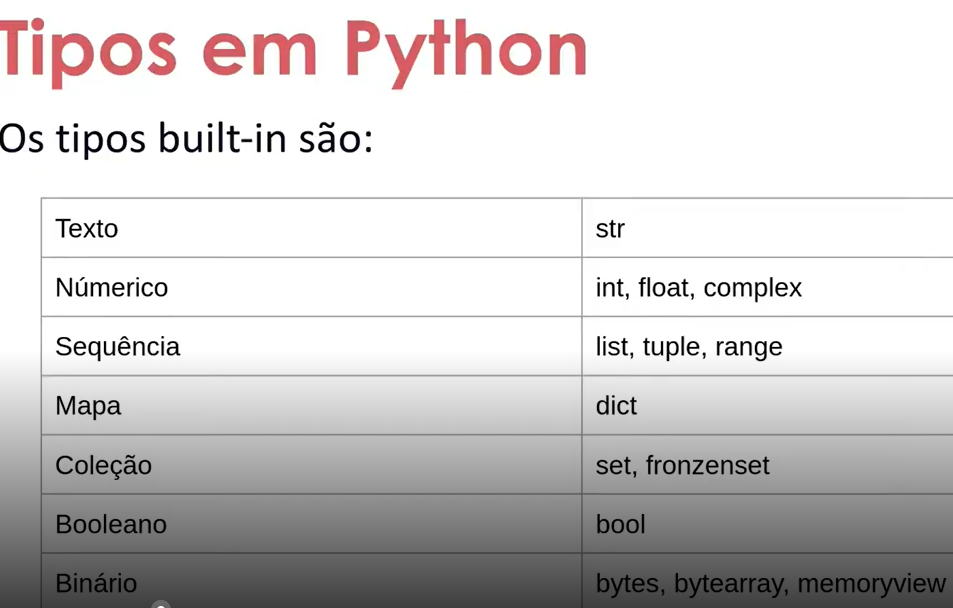 Tipos em Python
Os tipos built-in são:
Texto str
Númerico int, float, complex
Sequência list, tuple, range
Mapa dict
Coleção set, fronzenset
Booleano bool
Binário bytes, bytearray, memoryview